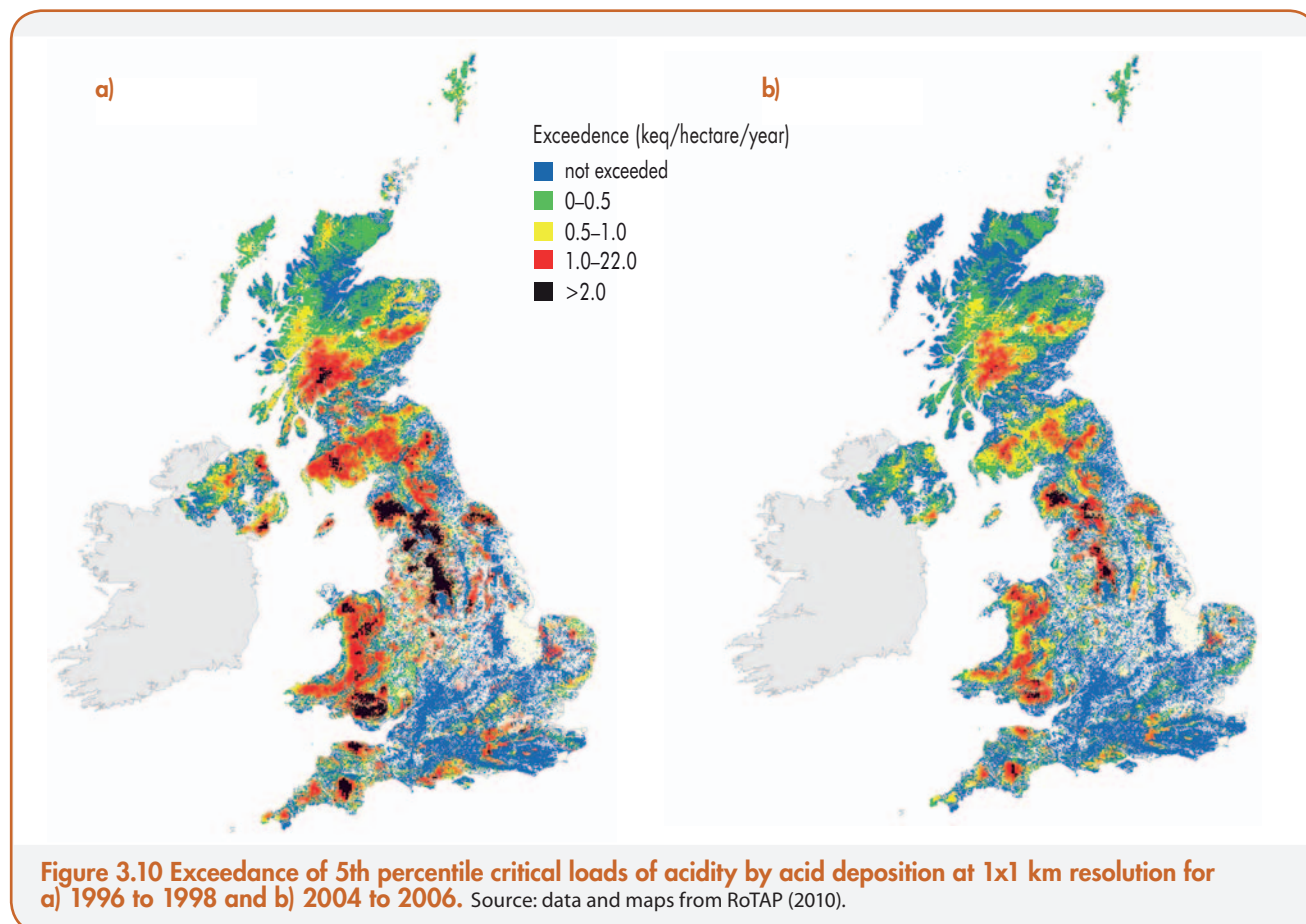 a)
b)
Exceedence (keq/hectare/year)
not exceeded
0–0.5
0.5–1.0
1.0–22.0
>2.0
Figure 3.10 Exceedance of 5th percentile critical loads of acidity by acid deposition at 1x1 km resolution for
a) 1996 to 1998 and b) 2004 to 2006. Source: data and maps from RoTAP (2010).